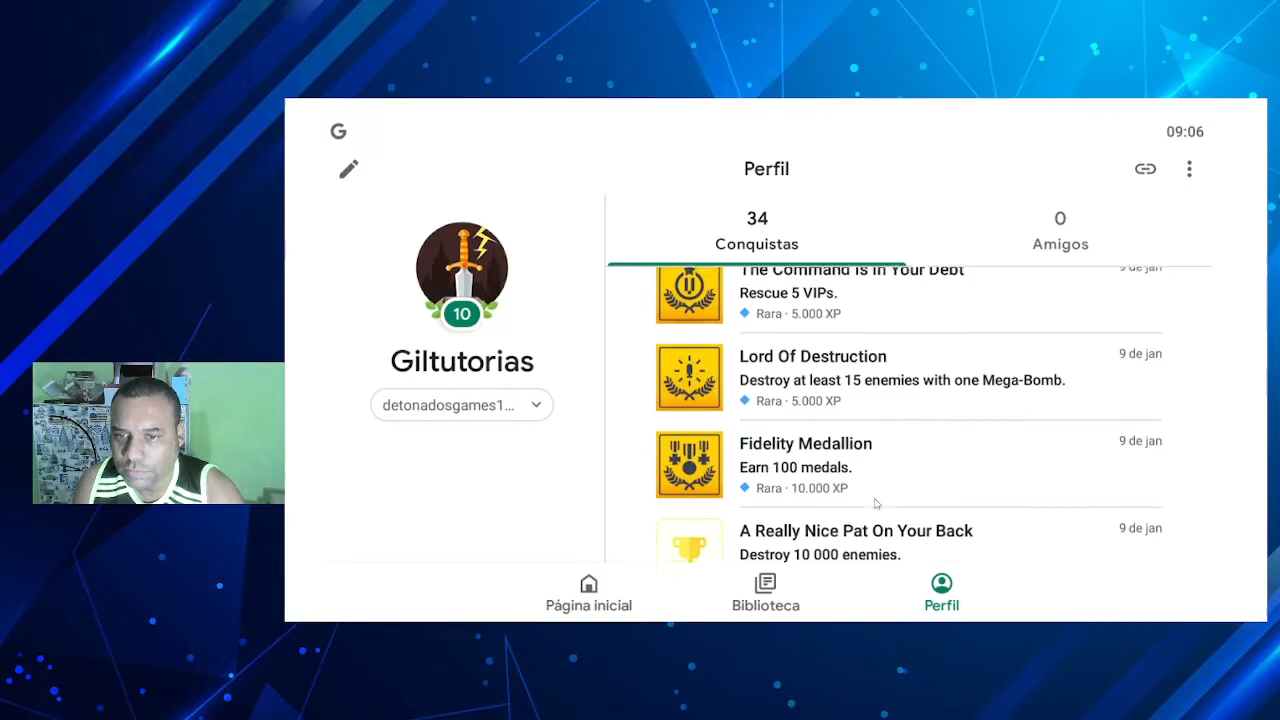 G
09:06
Perfil
34
Conquistas
0
Amigos
10
Giltutorias
detonadosgames1...
The Command Is In Your Debt
9 de jan
Rescue 5 VIPs.
Rara · 5.000 XP
Lord Of Destruction
9 de jan
Destroy at least 15 enemies with one Mega-Bomb.
Rara · 5.000 XP
Fidelity Medallion
9 de jan
Earn 100 medals.
Rara · 10.000 XP
A Really Nice Pat On Your Back
9 de jan
Destroy 10 000 enemies.
Página inicial
Biblioteca
Perfil